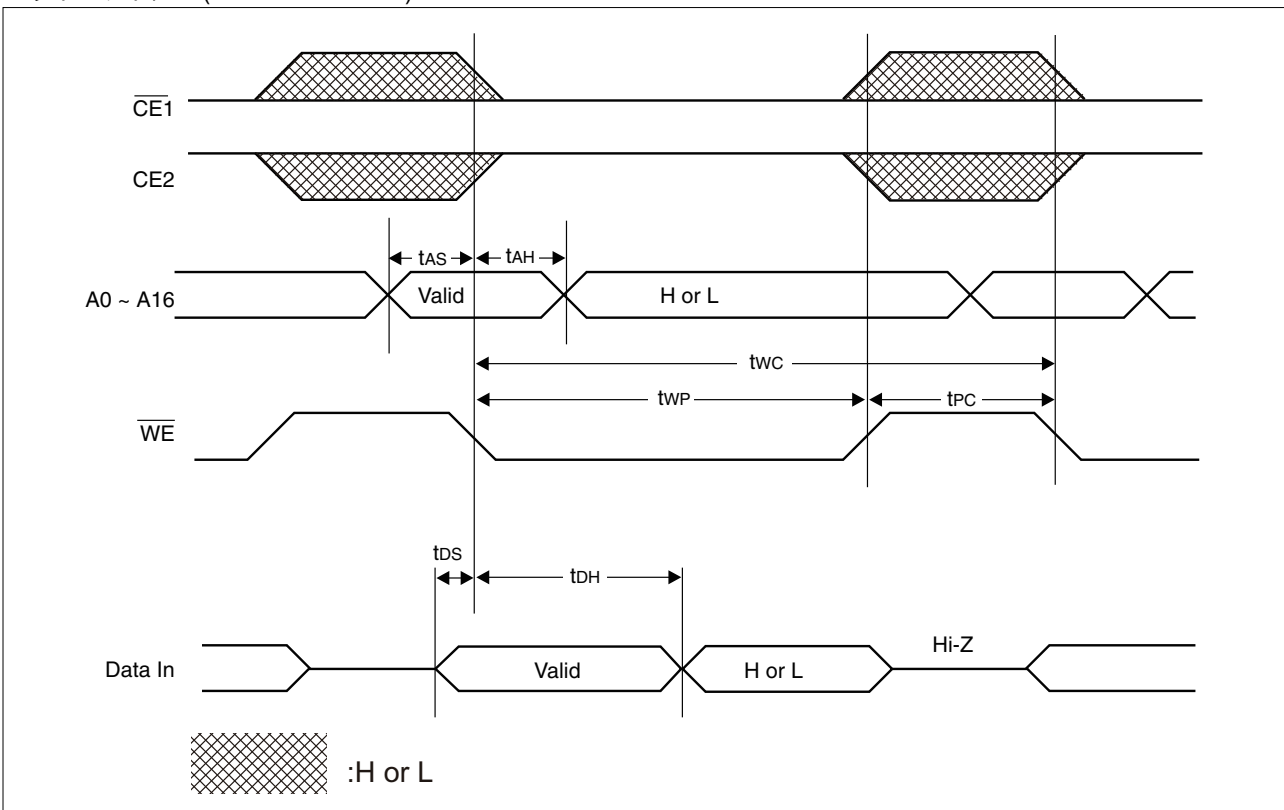 CE1
CE2
tAS
tAH
A0 ~ A16
Valid
H or L
tWC
tWP
tPC
WE
tDS
tDH
Hi-Z
Data In
Valid
H or L
:H or L